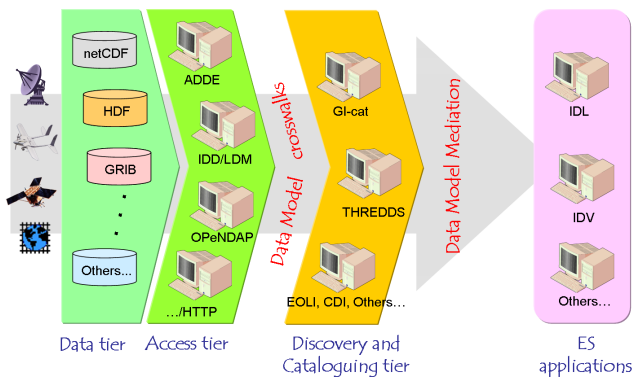 netCDF
HDF
GRIB
Others...
Data tier
ADDE
IDD/LDM
OPeNDAP
.../HTTP
Access tier
Data Model crosswalks
GI-cat
THREDDS
EOLI, CDI, Others...
Discovery and
Cataloguing tier
Data Model Mediation
IDL
IDV
Others...
ES
applications